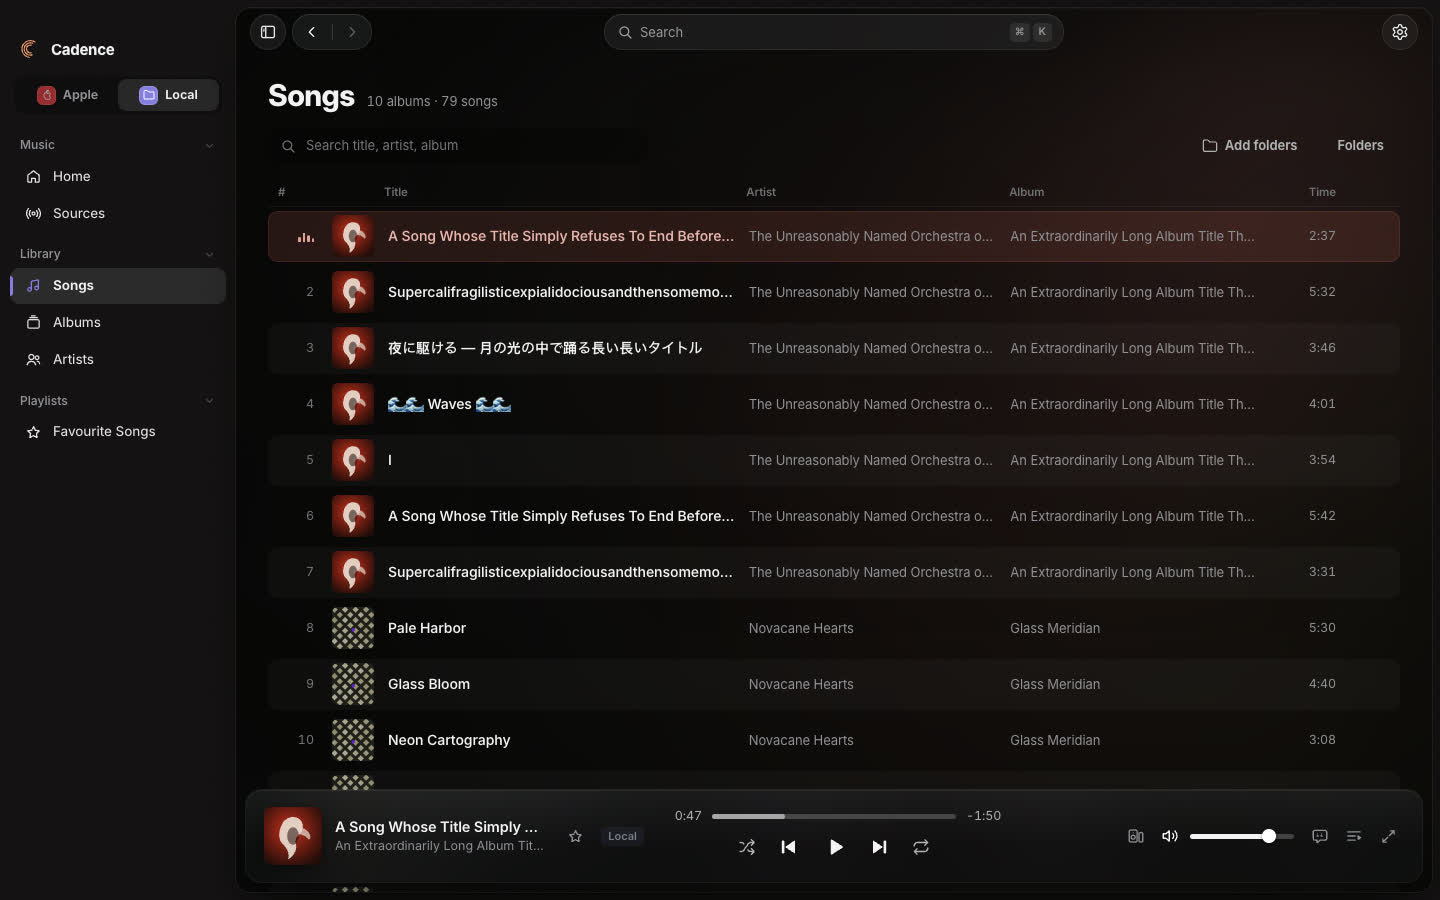 Cadence
Search
⌘ K
Apple
Local
Songs
10 albums · 79 songs
Music
Search title, artist, album
Add folders
Folders
Home
Sources
# Title Artist Album Time
Library
A Song Whose Title Simply Refuses To End Before... The Unreasonably Named Orchestra o... An Extraordinarily Long Album Title Th... 2:37
Songs
2 Supercalifragilisticexpialidociousandthensomemo... The Unreasonably Named Orchestra o... An Extraordinarily Long Album Title Th... 5:32
Albums
3 夜に駆ける — 月の光の中で踊る長い長いタイトル The Unreasonably Named Orchestra o... An Extraordinarily Long Album Title Th... 3:46
Artists
Playlists
4 🌊🌊 Waves 🌊🌊 The Unreasonably Named Orchestra o... An Extraordinarily Long Album Title Th... 4:01
Favourite Songs
5 I The Unreasonably Named Orchestra o... An Extraordinarily Long Album Title Th... 3:54
6 A Song Whose Title Simply Refuses To End Before... The Unreasonably Named Orchestra o... An Extraordinarily Long Album Title Th... 5:42
7 Supercalifragilisticexpialidociousandthensomemo... The Unreasonably Named Orchestra o... An Extraordinarily Long Album Title Th... 3:31
8 Pale Harbor Novacane Hearts Glass Meridian 5:30
9 Glass Bloom Novacane Hearts Glass Meridian 4:40
10 Neon Cartography Novacane Hearts Glass Meridian 3:08
A Song Whose Title Simply ...
An Extraordinarily Long Album Tit...
Local
0:47
-1:50